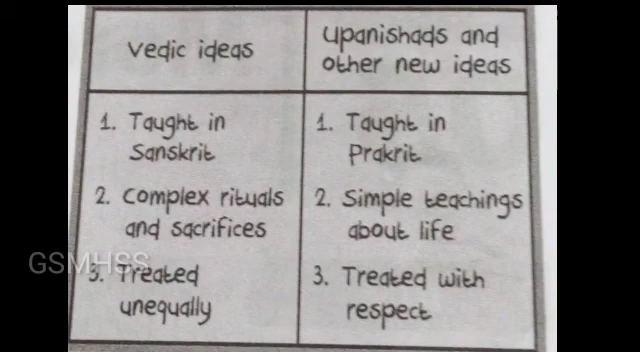 Vedic ideas
Upanishads and
other new ideas
1. Taught in
Sanskrit
2. Complex rituals
and sacrifices
3. Treated
unequally
1. Taught in
Prakrit
2. Simple teachings
about life
3. Treated with
respect
GSMHSS